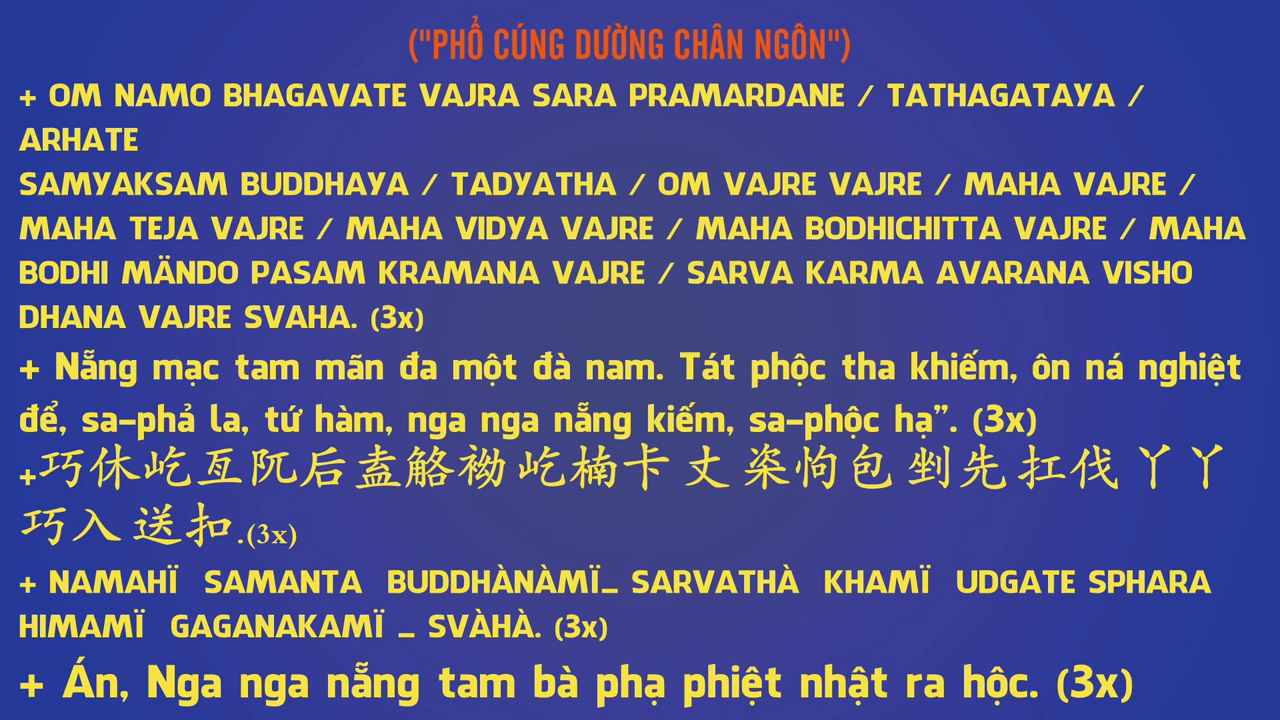 ("PHỔ CÚNG DƯỜNG CHÂN NGÔN")
+ OM NAMO BHAGAVATE VAJRA SARA PRAMARDANE / TATHAGATAYA /
ARHATE
SAMYAKSAM BUDDHAYA / TADYATHA / OM VAJRE VAJRE / MAHA VAJRE /
MAHA TEJA VAJRE / MAHA VIDYA VAJRE / MAHA BODHICHITTA VAJRE / MAHA
BODHI MÄNDO PASAM KRAMANA VAJRE / SARVA KARMA AVARANA VISHO
DHANA VAJRE SVAHA. (3x)
+ Nẵng mạc tam mãn đa một đà nam. Tát phộc tha khiếm, ôn ná nghiệt
để, sa-phả la, tứ hàm, nga nga nẵng kiếm, sa-phộc hạ”. (3x)
+巧休屹亙阢后盍觡袎屹楠卡丈楶怐包剉先扛伐丫丫
巧入送扣.(3x)
+ NAMAHÏ SAMANTA BUDDHÀNÀMÏ_ SARVATHÀ KHAMÏ UDGATE SPHARA
HIMAMÏ GAGANAKAMÏ _ SVÀHÀ. (3x)
+ Án, Nga nga nẵng tam bà phạ phiệt nhật ra hộc. (3x)